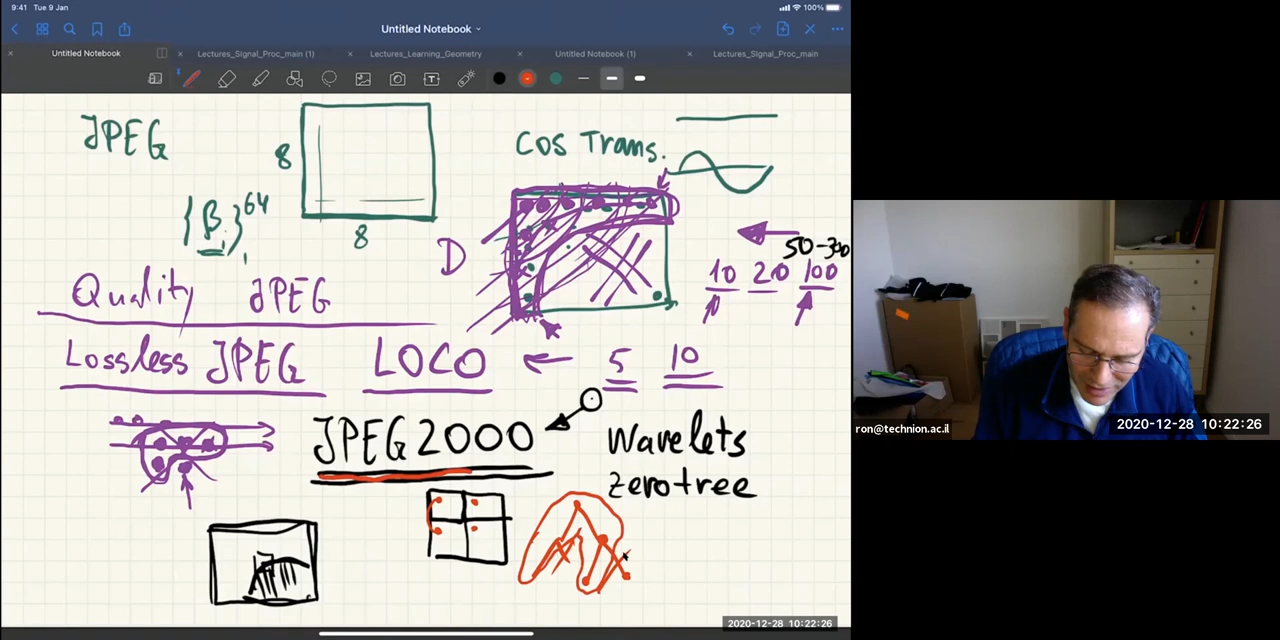 9:41 Tue 9 Jan
100%
Untitled Notebook
Untitled Notebook
Lectures_Signal_Proc_main (1)
Lectures_Learning_Geometry
Untitled Notebook (1)
Lectures_Signal_Proc_main
JPEG
8
8
Cos Trans.
{β_i}^64
D
D
50-300
10 20 100
Quality JPEG
Lossless JPEG LOCO ← 5 10
JPEG2000
Wavelets
zerotree
ron@technion.ac.il
2020-12-28 10:22:26
2020-12-28 10:22:26